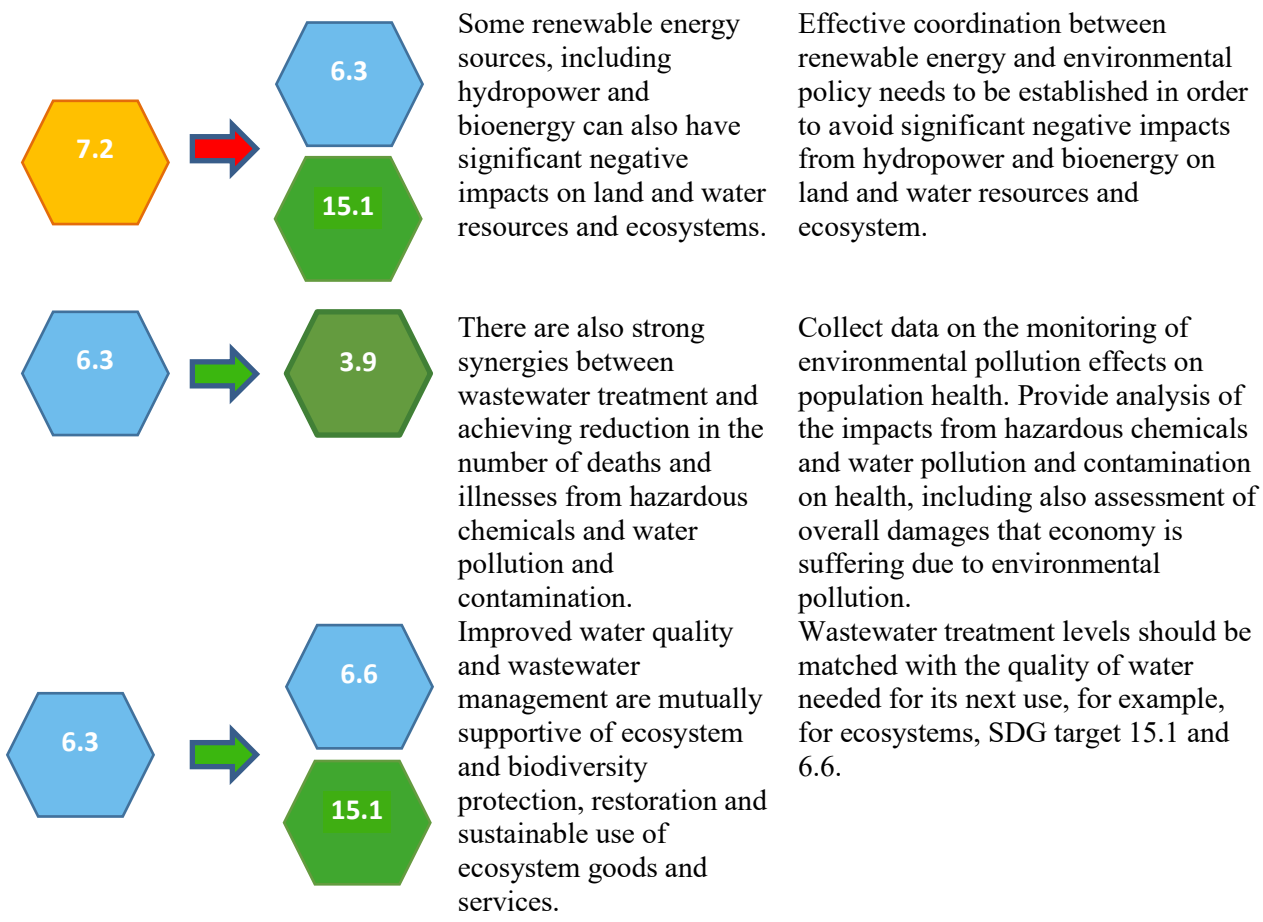 7.2
6.3
15.1
Some renewable energy
sources, including
hydropower and
bioenergy can also have
significant negative
impacts on land and water
resources and ecosystems.
Effective coordination between
renewable energy and environmental
policy needs to be established in order
to avoid significant negative impacts
from hydropower and bioenergy on
land and water resources and
ecosystem.
6.3
3.9
There are also strong
synergies between
wastewater treatment and
achieving reduction in the
number of deaths and
illnesses from hazardous
chemicals and water
pollution and
contamination.
Collect data on the monitoring of
environmental pollution effects on
population health. Provide analysis of
the impacts from hazardous chemicals
and water pollution and contamination
on health, including also assessment of
overall damages that economy is
suffering due to environmental
pollution.
6.3
6.6
15.1
Improved water quality
and wastewater
management are mutually
supportive of ecosystem
and biodiversity
protection, restoration and
sustainable use of
ecosystem goods and
services.
Wastewater treatment levels should be
matched with the quality of water
needed for its next use, for example,
for ecosystems, SDG target 15.1 and
6.6.